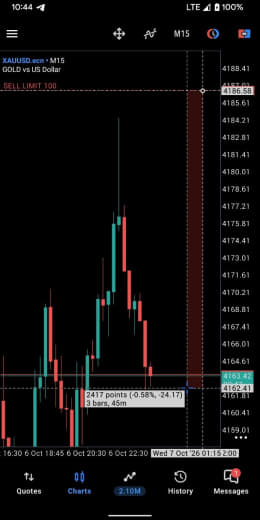 10:44 LTE 100%
M15
XAUUSD.ecn • M15
GOLD vs US Dollar
SELL LIMIT 100
4188.41
4186.58
4185.61
4184.21
4182.81
4181.41
4180.01
4178.61
4177.21
4175.81
4174.41
4173.01
4171.61
4170.21
4168.81
4167.41
4166.01
4164.61
4163.42
4162.41
4161.81
4160.41
4159.01
2417 points (-0.58%, -24.17)
3 bars, 45m
16:30 6 Oct 18:45 6 Oct 20:30 6 Oct 22:30 Wed 7 Oct '26 01:15 2:00
Quotes Charts 2.10M History Messages